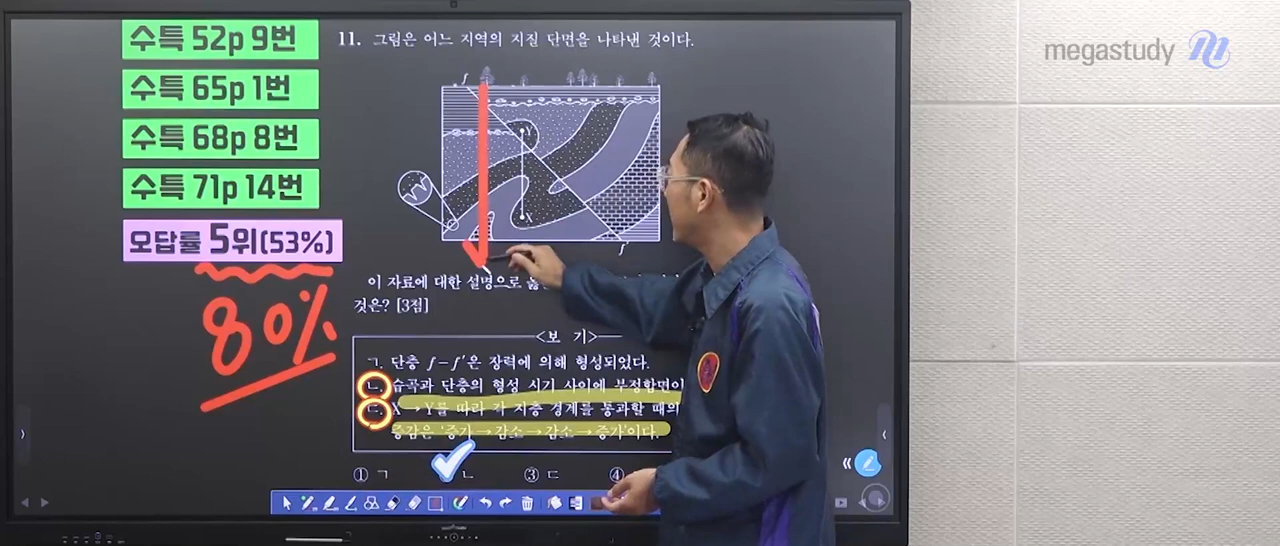 수특 52p 9번
수특 65p 1번
수특 68p 8번
수특 71p 14번
오답률 5위(53%)
80%
11. 그림은 어느 지역의 지질 단면을 나타낸 것이다.
f
Y
X
f'
이 자료에 대한 설명으로
것은? [3점]
<보 기>
ㄱ. 단층 f-f'은 장력에 의해 형성되었다.
ㄴ. 습곡과 단층의 형성 시기 사이에 부정합면이
ㄷ. X→Y를 따라 각 지층 경계를 통과할 때의
증감은 '증가→감소→감소→증가'이다.
① ㄱ ㄴ ③ ㄷ ④
megastudy